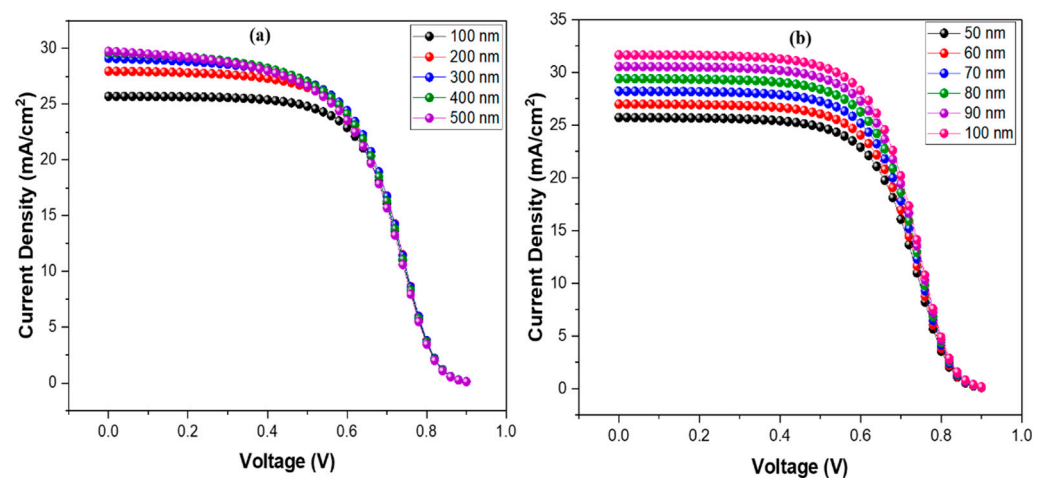 (a)
100 nm
200 nm
300 nm
400 nm
500 nm
30
25
20
15
10
5
0
Current Density (mA/cm²)
0.0 0.2 0.4 0.6 0.8 1.0
Voltage (V)
(b)
50 nm
60 nm
70 nm
80 nm
90 nm
100 nm
35
30
25
20
15
10
5
0
Current Density (mA/cm²)
0.0 0.2 0.4 0.6 0.8 1.0
Voltage (V)